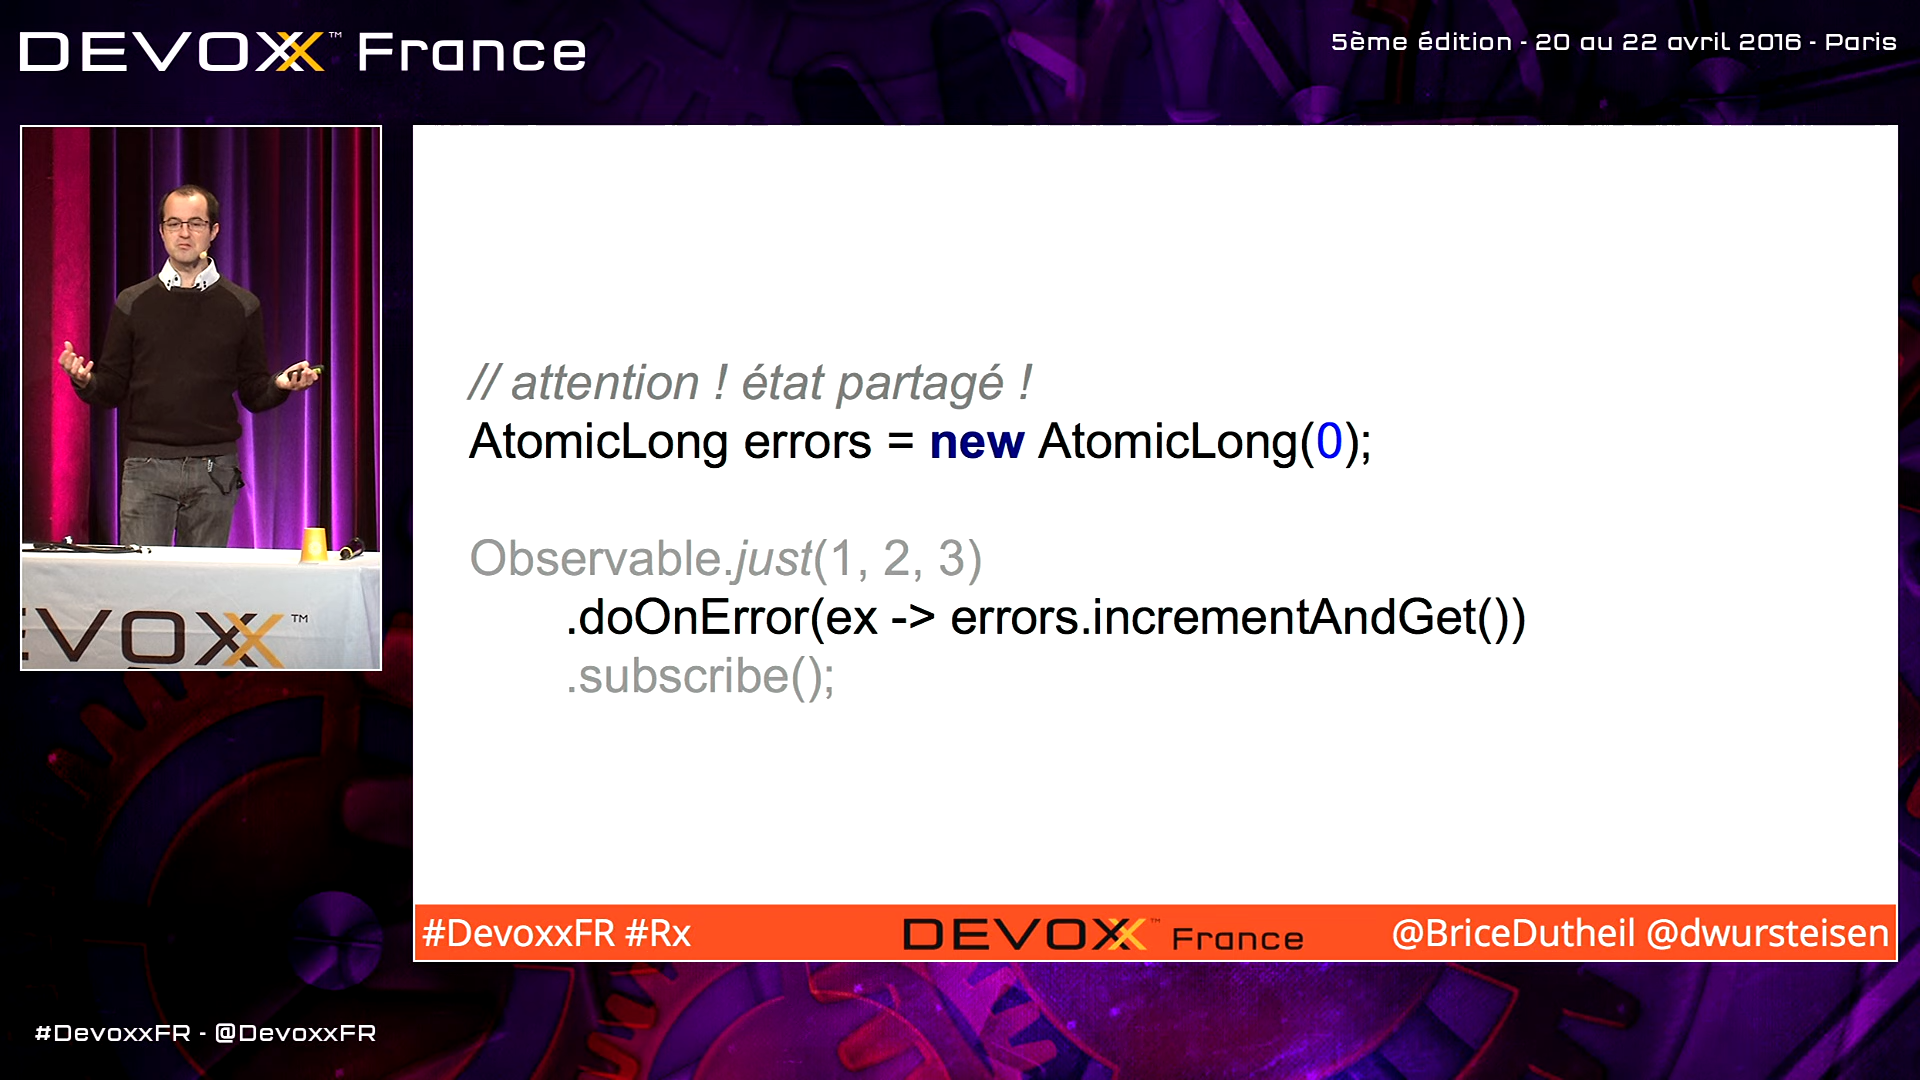 DEVOXX™ France
5ème édition - 20 au 22 avril 2016 - Paris
// attention ! état partagé !
AtomicLong errors = new AtomicLong(0);
Observable.just(1, 2, 3)
.doOnError(ex -> errors.incrementAndGet())
.subscribe();
EVOXX™
#DevoxxFR #Rx
DEVOXX™ France
@BriceDutheil @dwursteisen
#DevoxxFR - @DevoxxFR